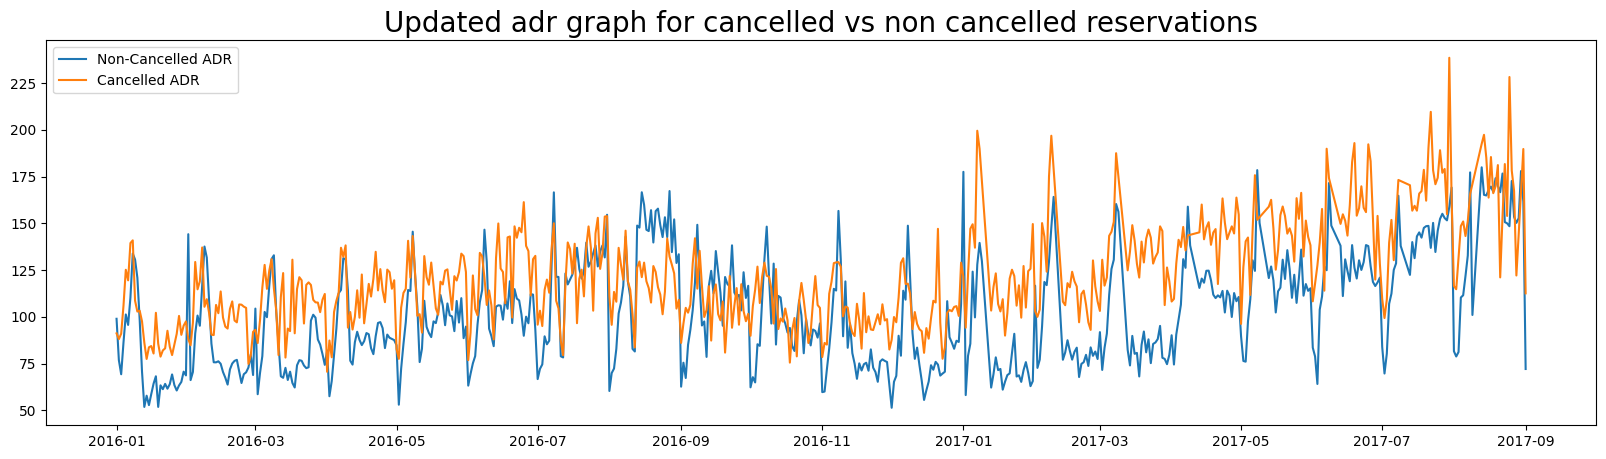 Updated adr graph for cancelled vs non cancelled reservations
Non-Cancelled ADR
Cancelled ADR
225
200
175
150
125
100
75
50
2016-01 2016-03 2016-05 2016-07 2016-09 2016-11 2017-01 2017-03 2017-05 2017-07 2017-09